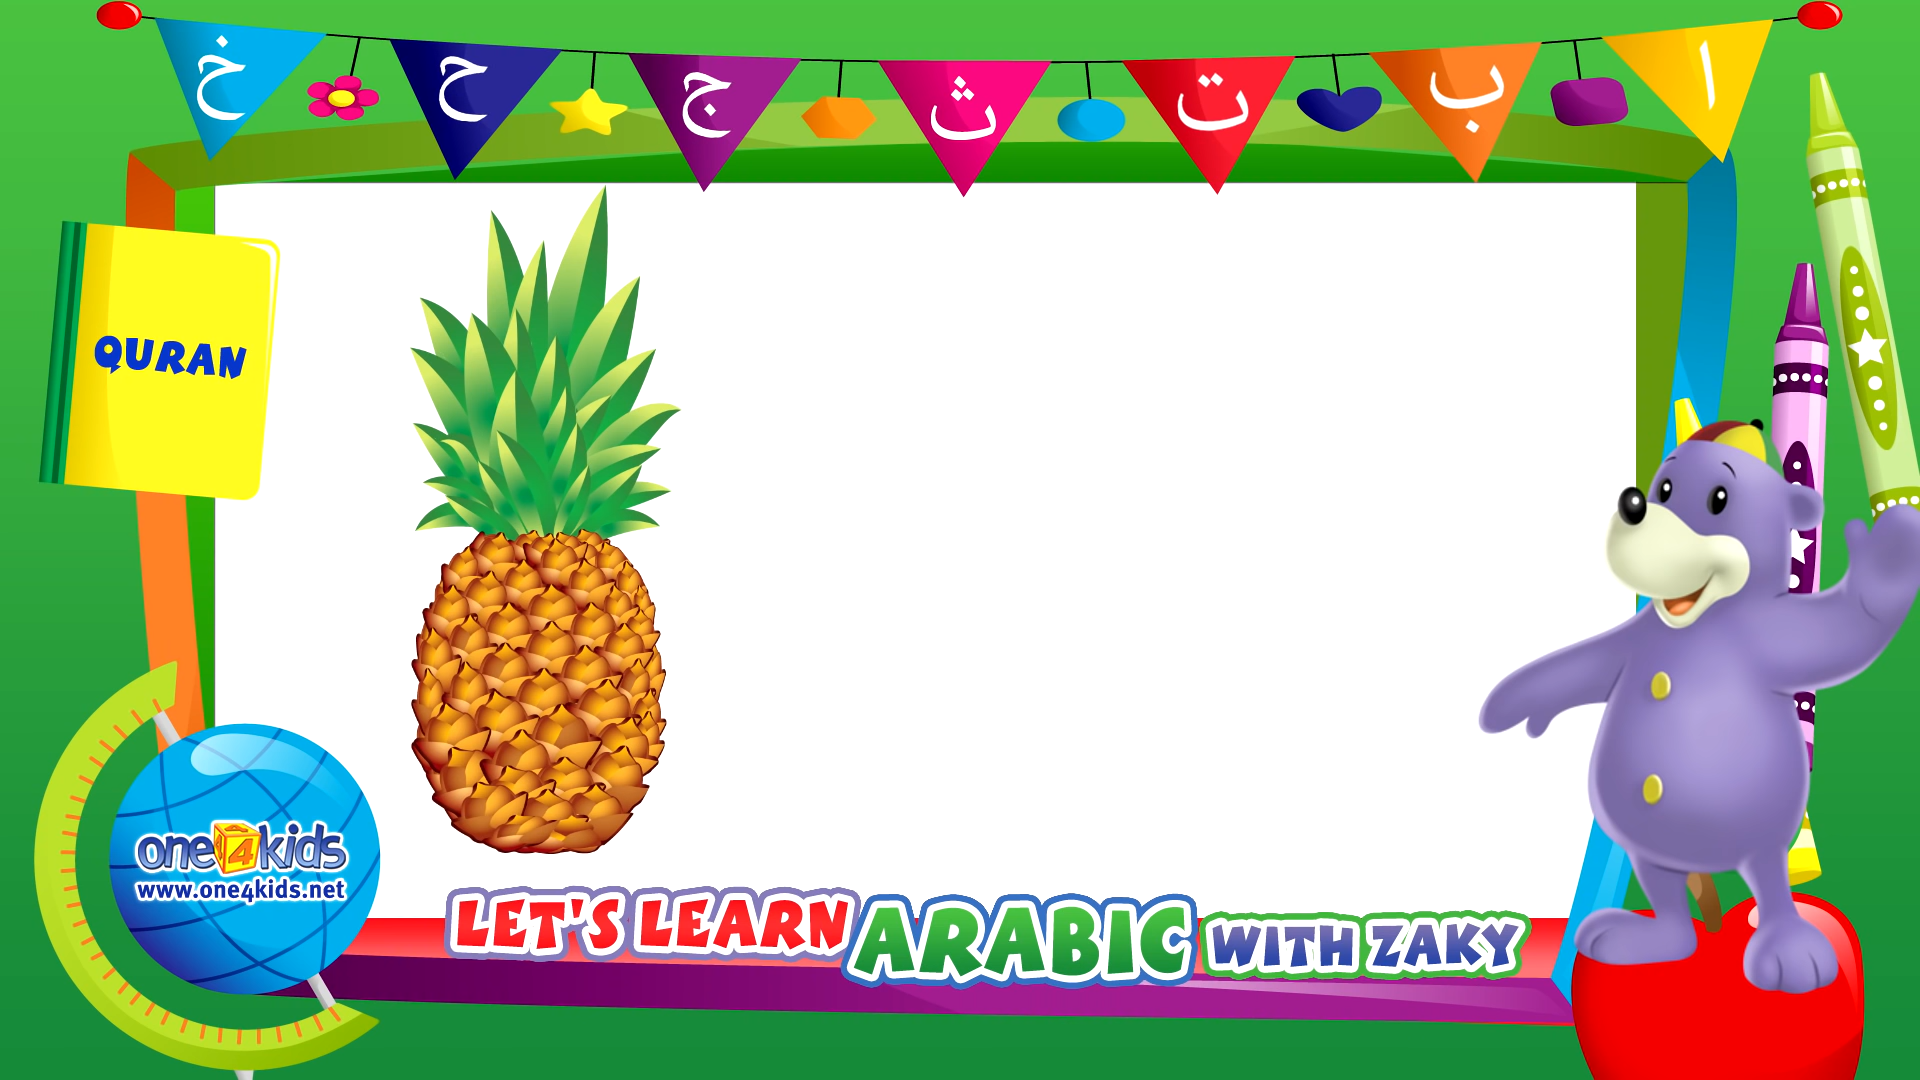 ا ب ت ث ج ح خ
QURAN
one4kids
www.one4kids.net
LET'S LEARN ARABIC WITH ZAKY